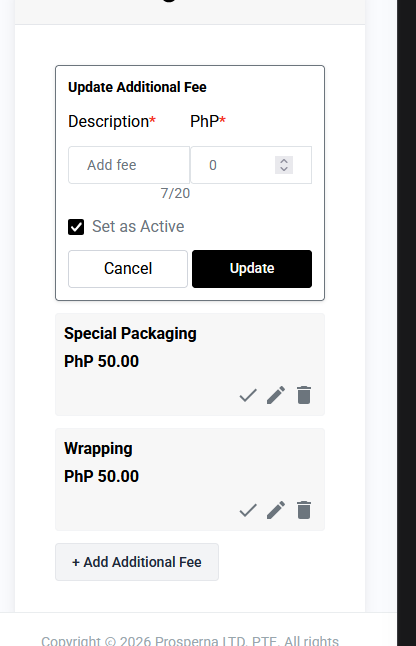 Update Additional Fee
Description* PhP*
Add fee 0
7/20
Set as Active
Cancel Update
Special Packaging
PhP 50.00
Wrapping
PhP 50.00
+ Add Additional Fee
Copyright © 2026 Prosperna LTD. PTE. All rights